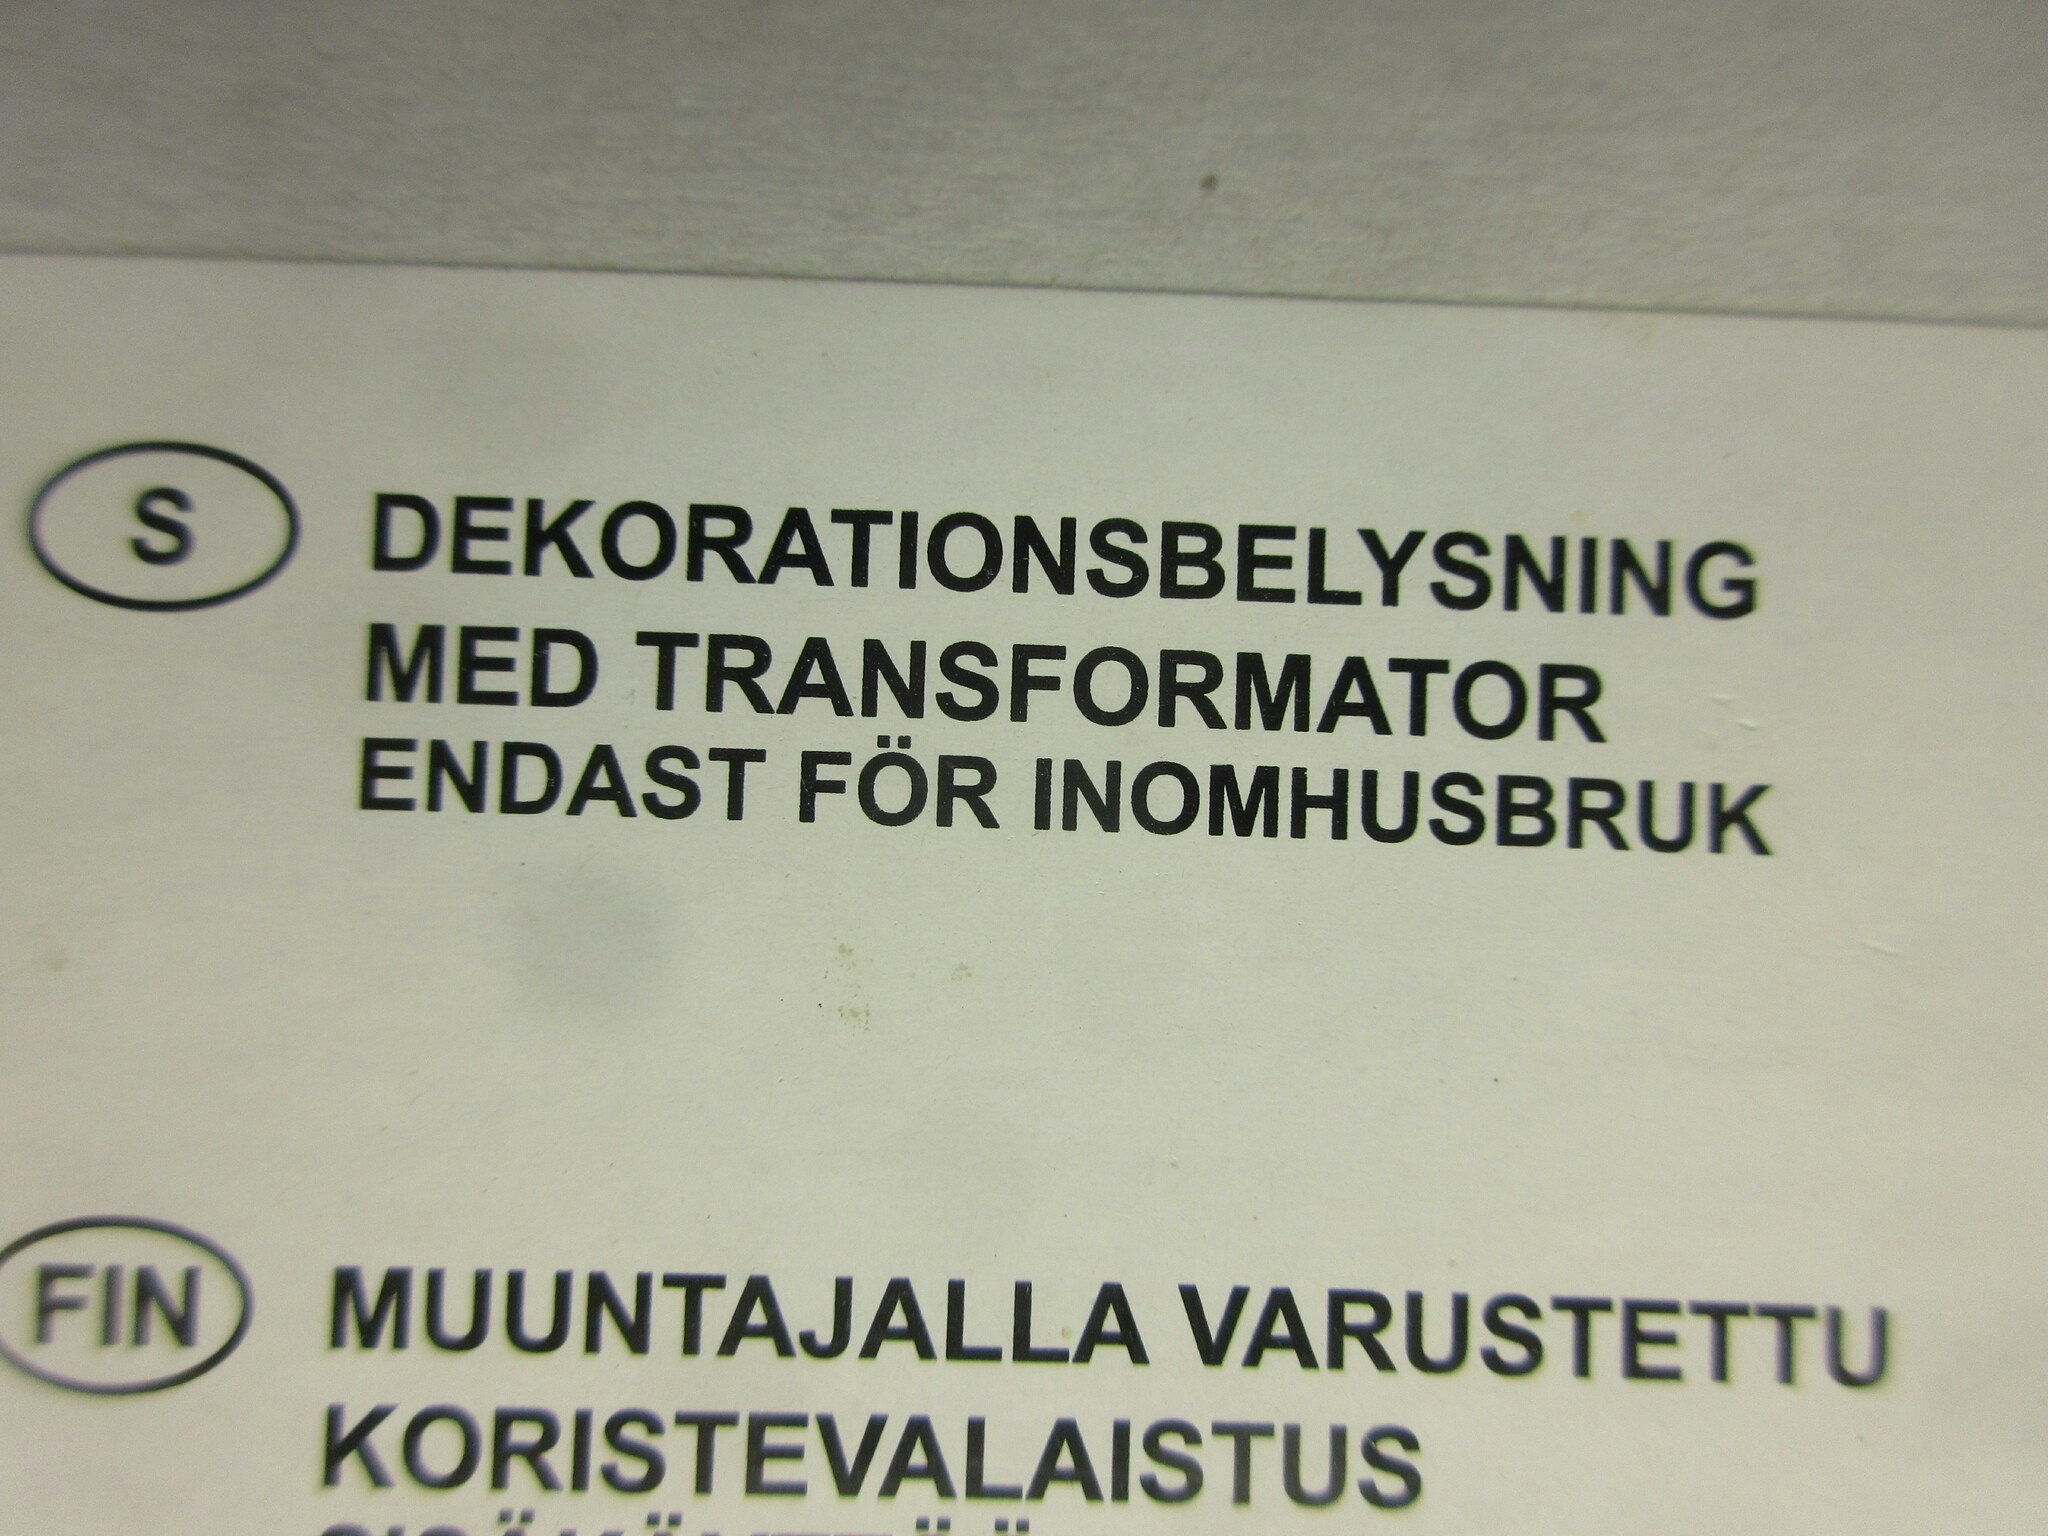 S
DEKORATIONSBELYSNING
MED TRANSFORMATOR
ENDAST FÖR INOMHUSBRUK
FIN
MUUNTAJALLA VARUSTETTU
KORISTEVALAISTUS